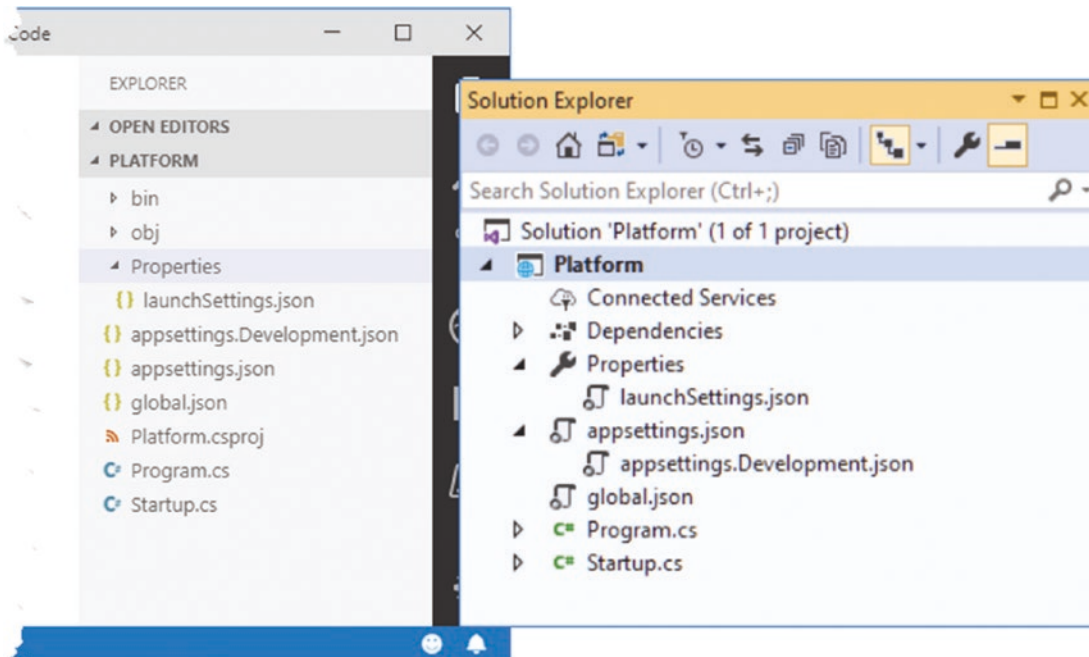 Code
EXPLORER
OPEN EDITORS
PLATFORM
bin
obj
Properties
{} launchSettings.json
{} appsettings.Development.json
{} appsettings.json
{} global.json
Platform.csproj
C# Program.cs
C# Startup.cs
Solution Explorer
Search Solution Explorer (Ctrl+;)
Solution 'Platform' (1 of 1 project)
Platform
Connected Services
Dependencies
Properties
launchSettings.json
appsettings.json
appsettings.Development.json
global.json
C# Program.cs
C# Startup.cs